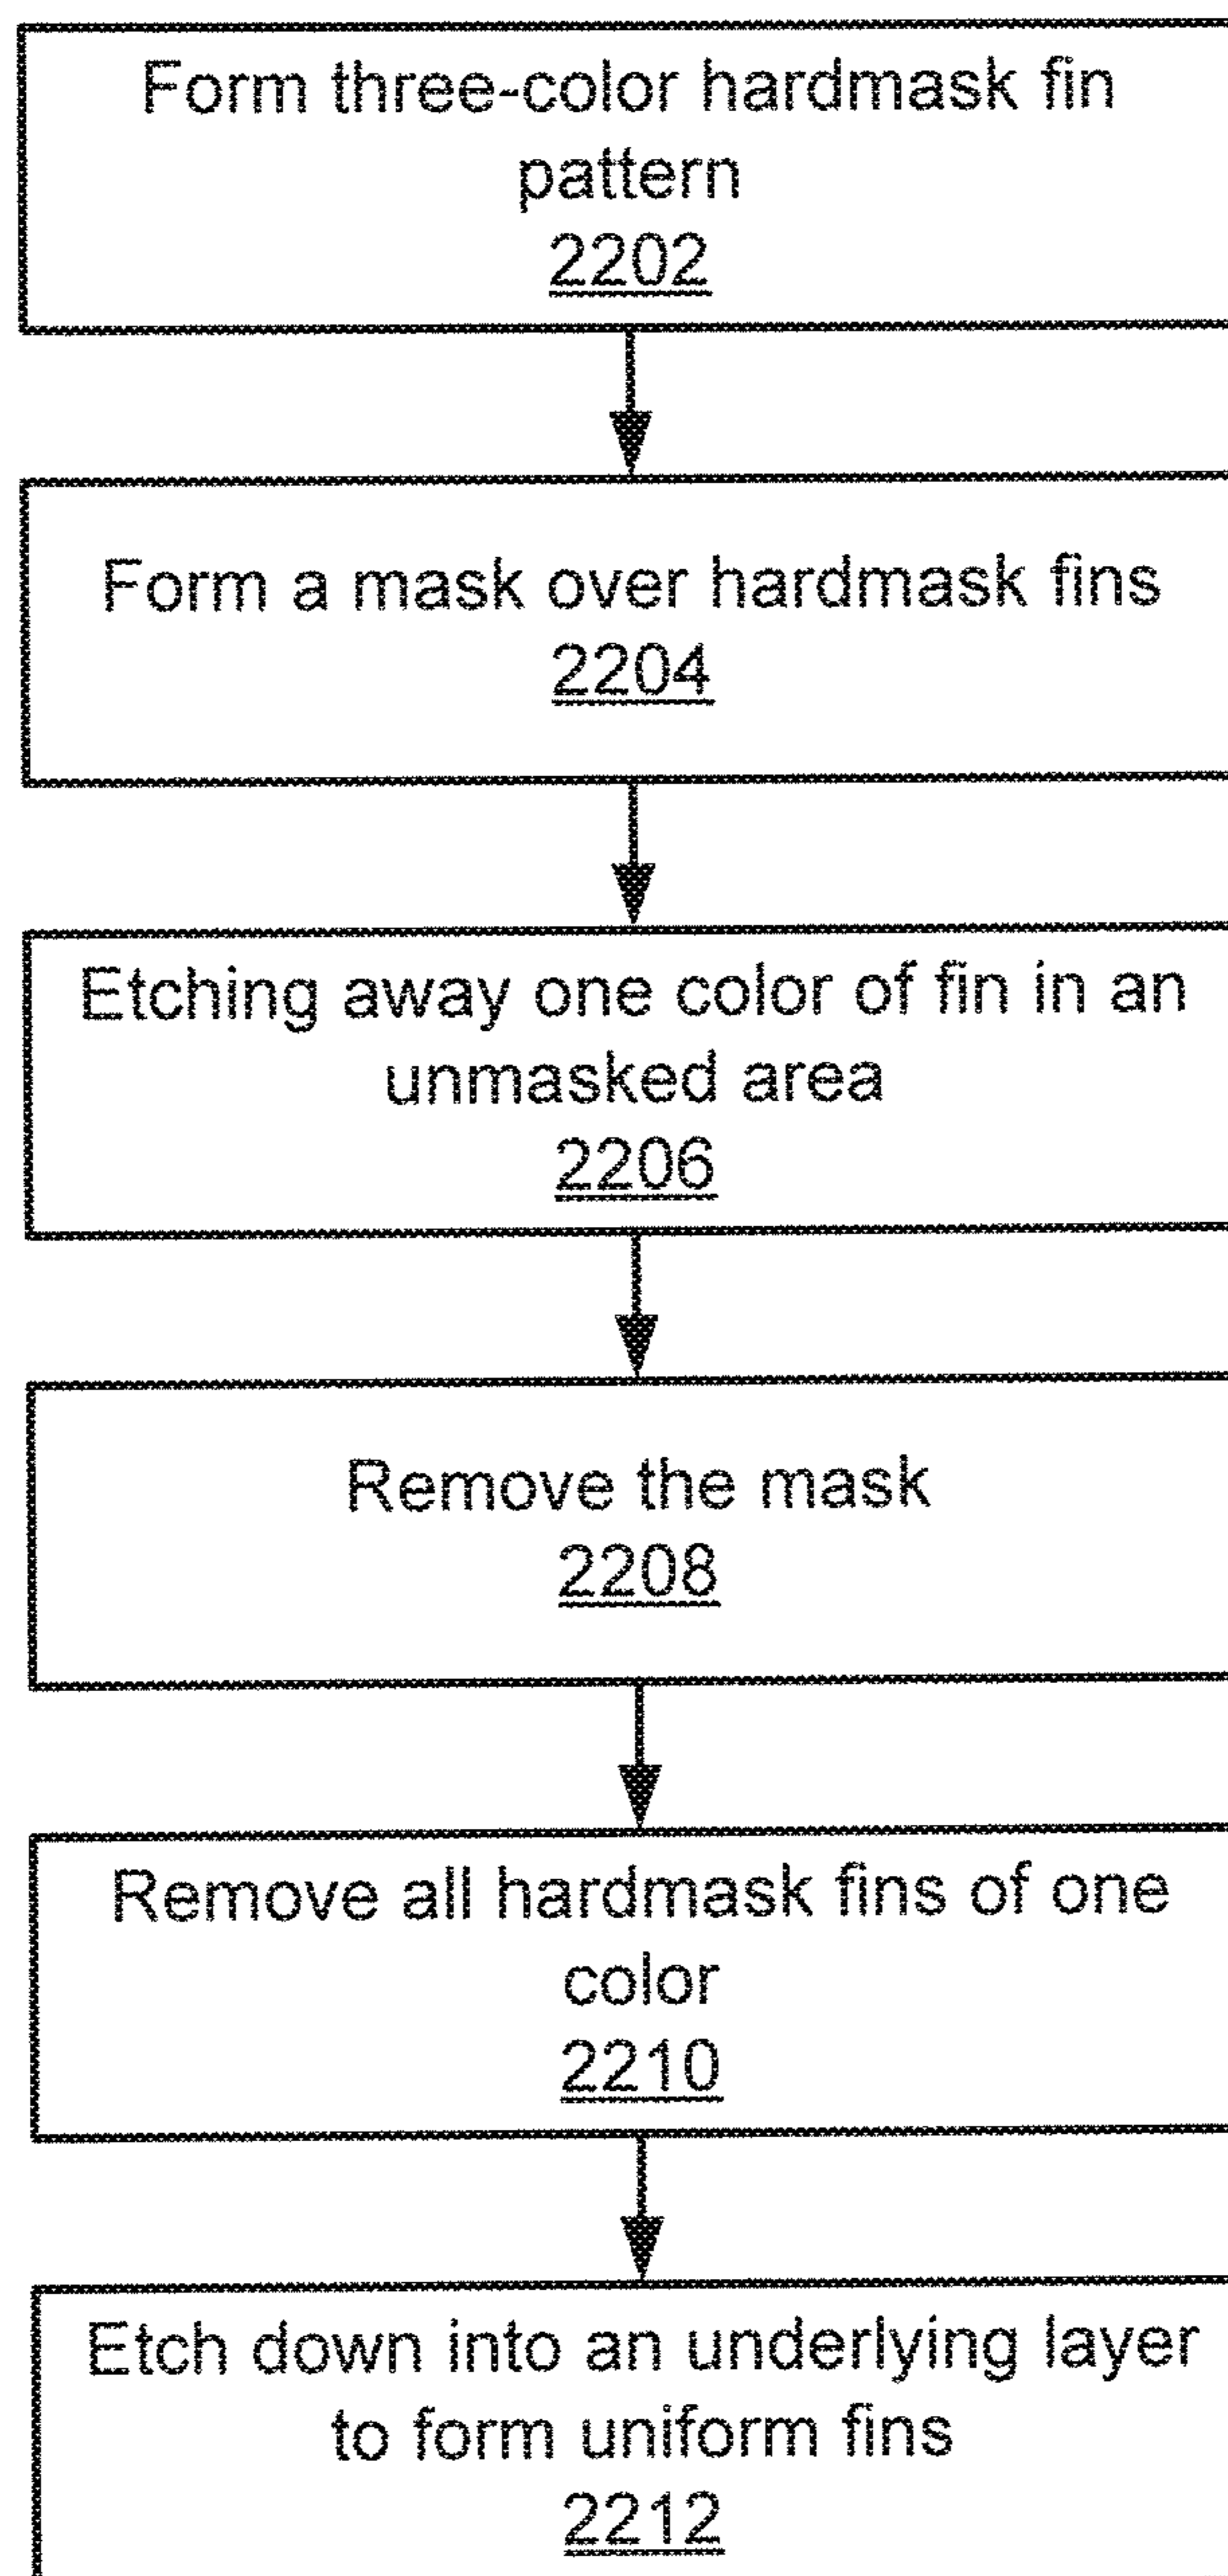 Form three-color hardmask fin
pattern
2202
Form a mask over hardmask fins
2204
Etching away one color of fin in an
unmasked area
2206
Remove the mask
2208
Remove all hardmask fins of one
color
2210
Etch down into an underlying layer
to form uniform fins
2212